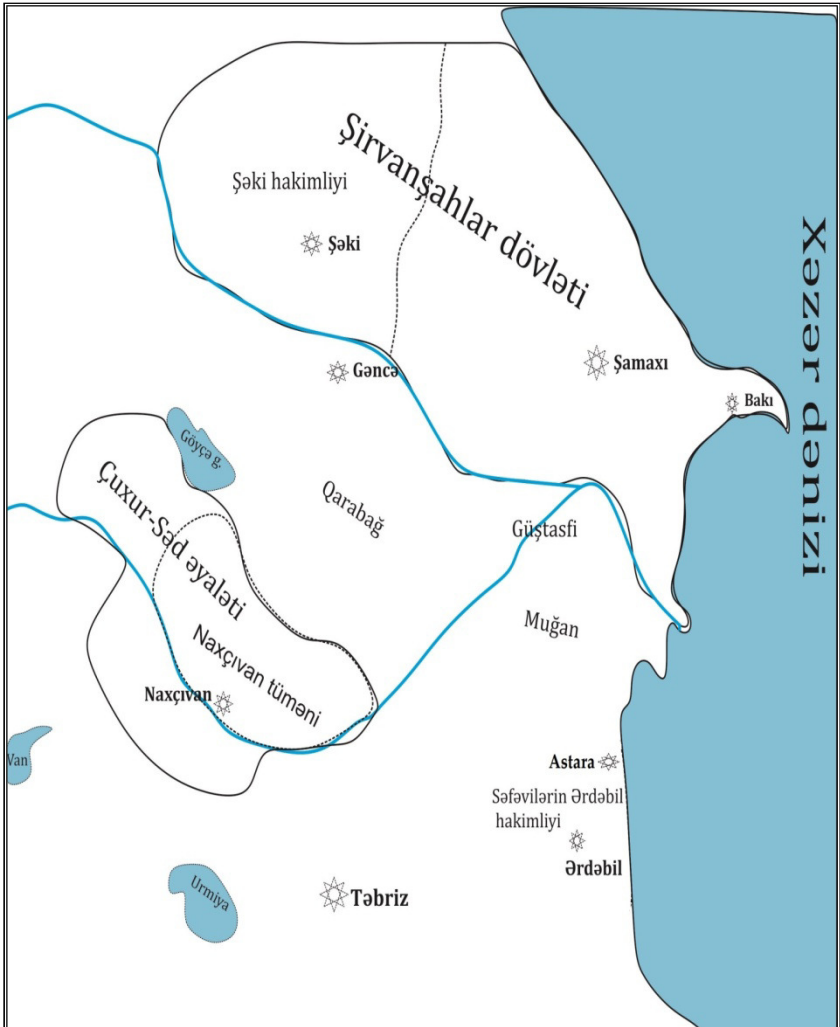 Şirvanşahlar dövləti
Şəki hakimliyi
Şəki
Xəzər dənizi
Gəncə
Şamaxı
Bakı
Göyçə g.
Çuxur-Səd əyaləti
Qarabağ
Güştasfi
Muğan
Naxçıvan tüməni
Naxçıvan
Van
Astara
Səfəvilərin Ərdəbil
hakimliyi
Ərdəbil
Urmiya
Təbriz